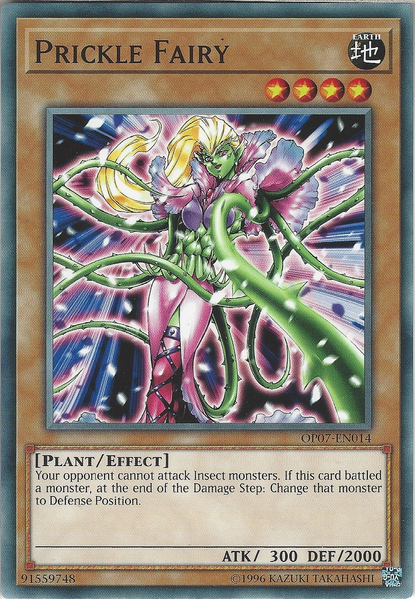 PRICKLE FAIRY
EARTH
地
OP07-EN014
[PLANT/EFFECT]
Your opponent cannot attack Insect monsters. If this card battled
a monster, at the end of the Damage Step: Change that monster
to Defense Position.
ATK/ 300 DEF/2000
91559748
©1996 KAZUKI TAKAHASHI